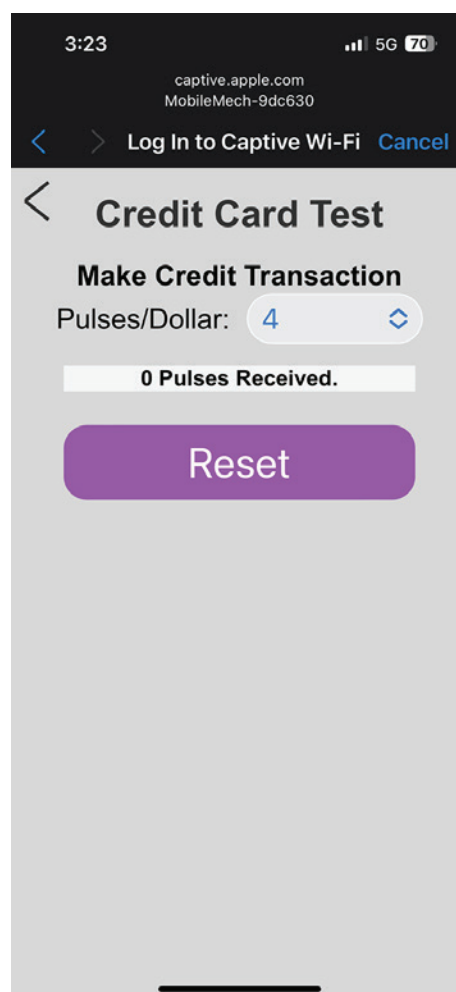 3:23 5G 70
captive.apple.com
MobileMech-9dc630
Log In to Captive Wi-Fi Cancel
Credit Card Test
Make Credit Transaction
Pulses/Dollar: 4
0 Pulses Received.
Reset